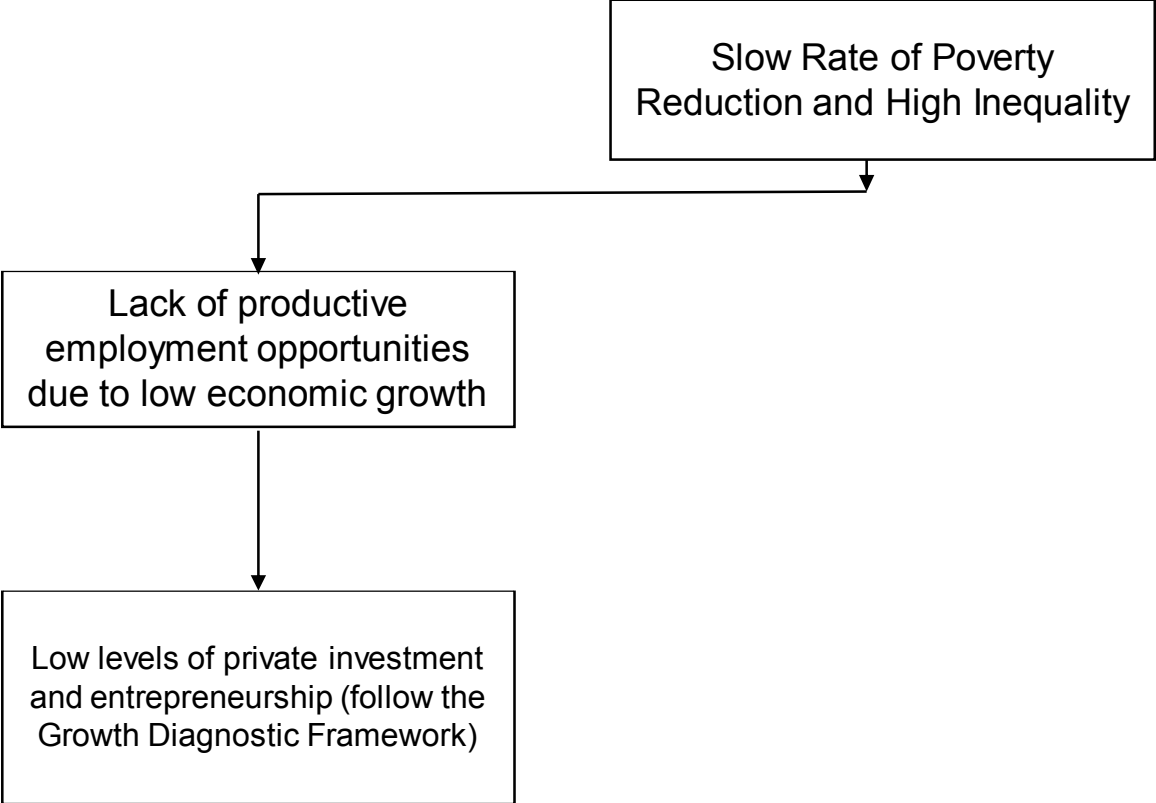 Slow Rate of Poverty
Reduction and High Inequality
Lack of productive
employment opportunities
due to low economic growth
Low levels of private investment
and entrepreneurship (follow the
Growth Diagnostic Framework)